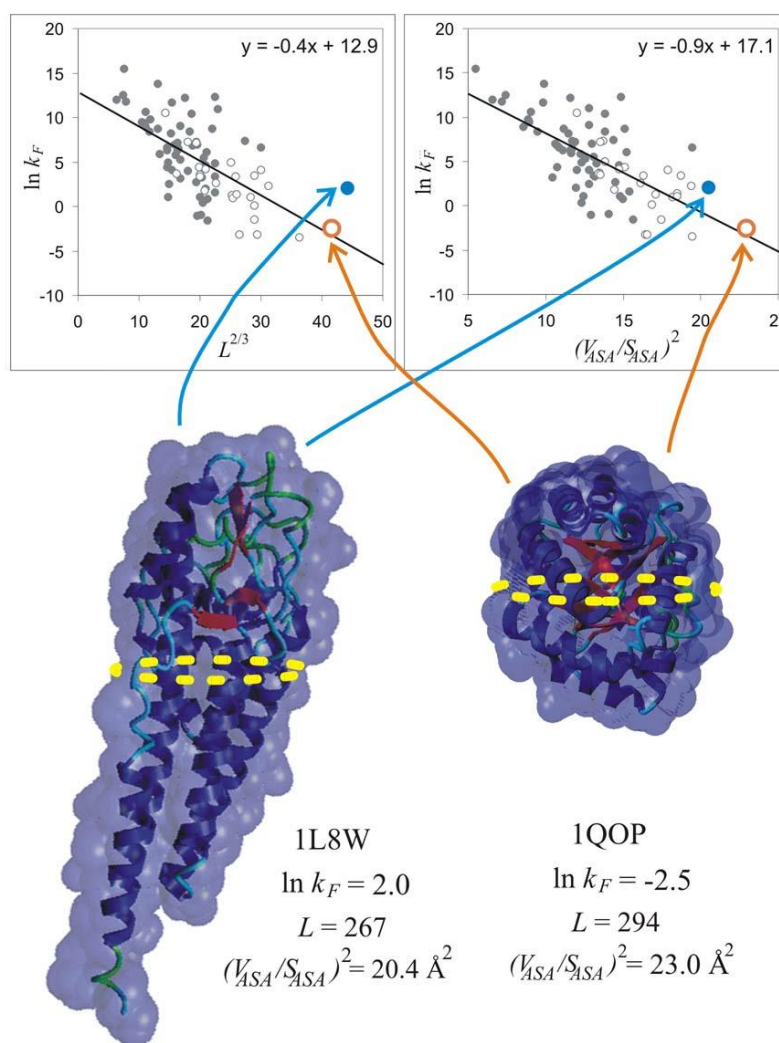 y = -0.4x + 12.9
20
15
10
5
0
-5
-10
ln k_F
0 10 20 30 40 50
L^{2/3}
y = -0.9x + 17.1
20
15
10
5
0
-5
-10
ln k_F
5 10 15 20
(V_ASA/S_ASA)^2
1L8W
ln k_F = 2.0
L = 267
(V_ASA/S_ASA)^2 = 20.4 Å^2
1QOP
ln k_F = -2.5
L = 294
(V_ASA/S_ASA)^2 = 23.0 Å^2